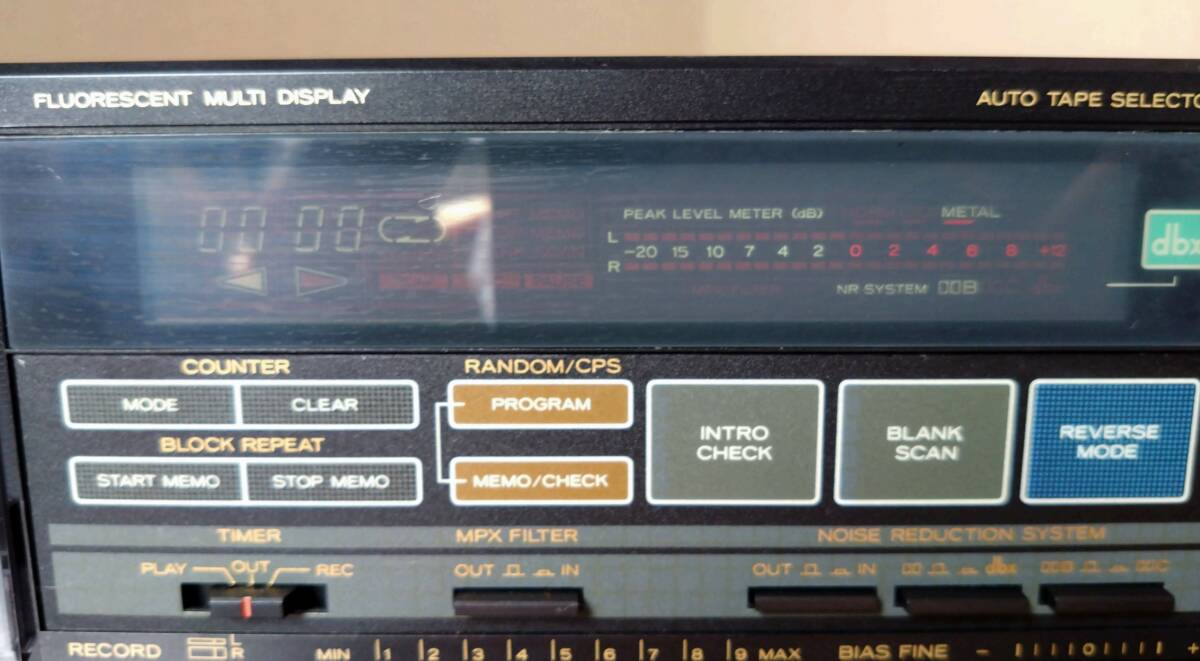 FLUORESCENT MULTI DISPLAY
AUTO TAPE SELECTO
00 00
PEAK LEVEL METER (dB)
METAL
L
-20 15 10 7 4 2 0 2 4 6 8 +12
R
NR SYSTEM B
dbx
COUNTER
MODE CLEAR
BLOCK REPEAT
START MEMO STOP MEMO
RANDOM/CPS
PROGRAM
MEMO/CHECK
INTRO
CHECK
BLANK
SCAN
REVERSE
MODE
TIMER
PLAY OUT REC
MPX FILTER
OUT IN
NOISE REDUCTION SYSTEM
OUT IN
dbx
B C
RECORD L
R
MIN 1 2 3 4 5 6 7 8 9 MAX
BIAS FINE - 0 +